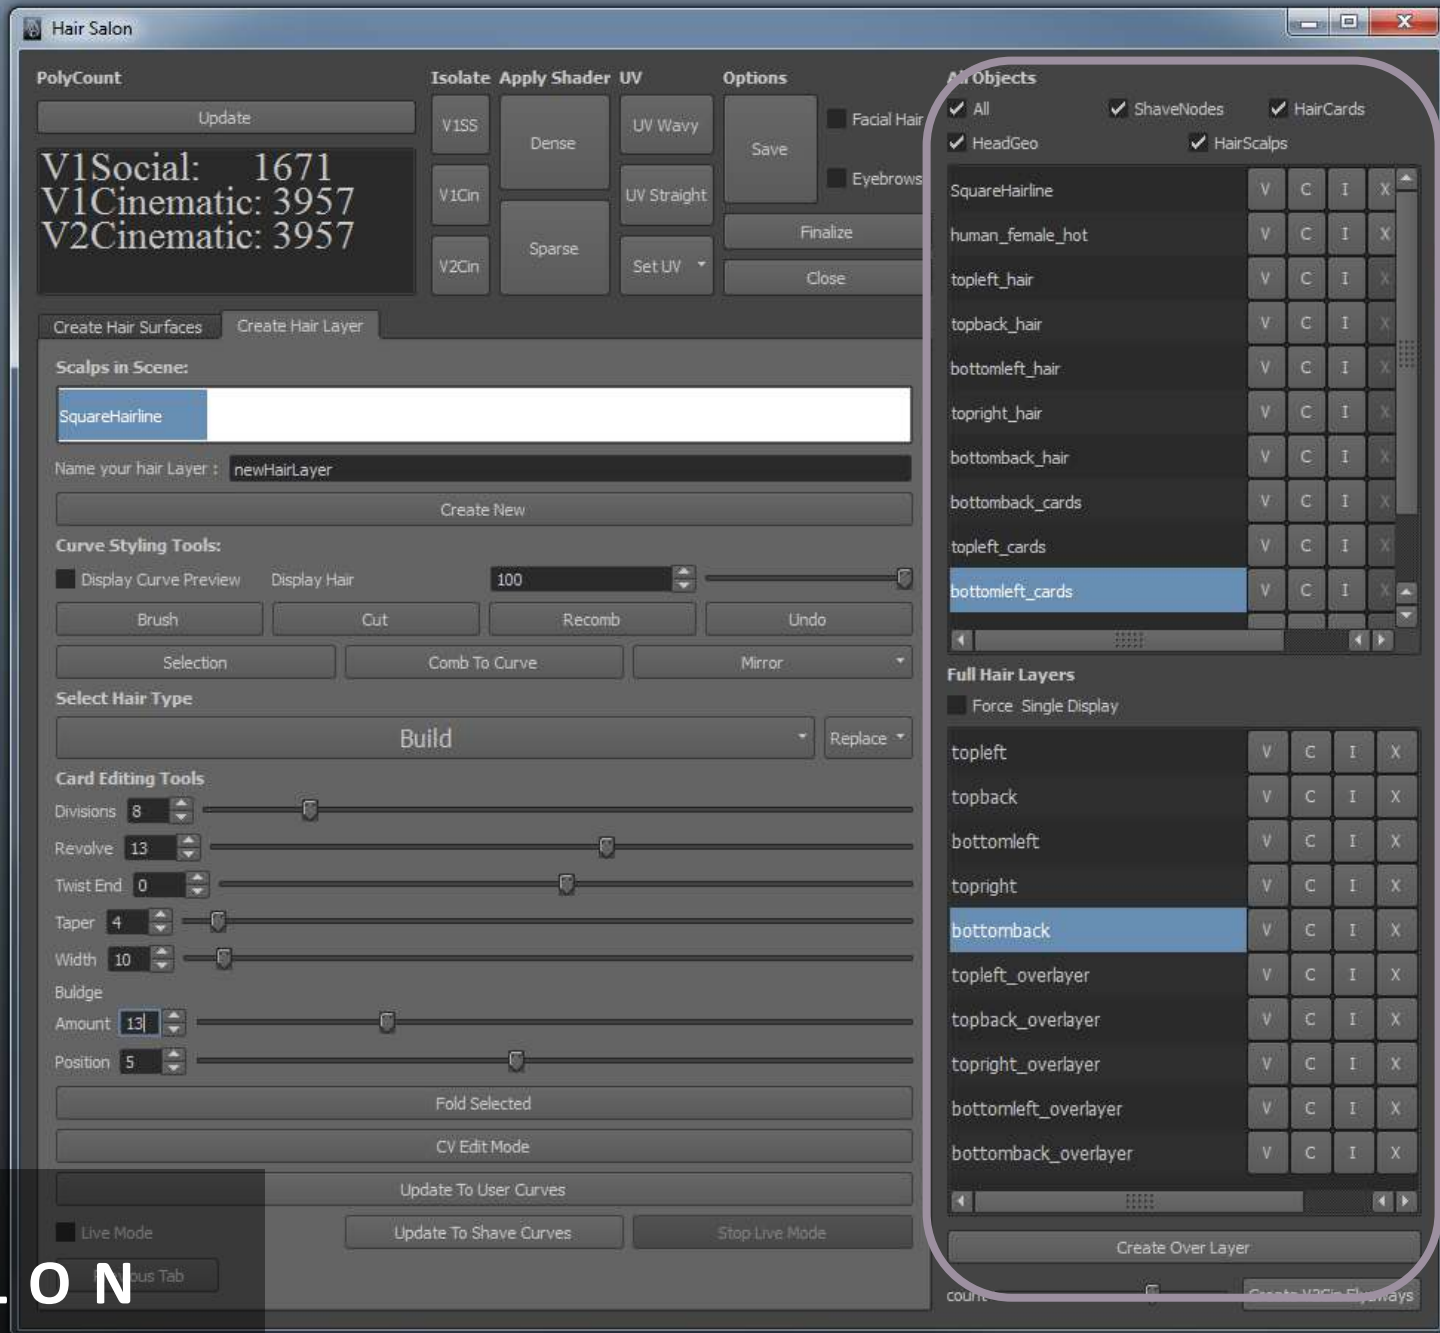 Hair Salon
PolyCount
Update
V1Social: 1671
V1Cinematic: 3957
V2Cinematic: 3957
Isolate
V1SS
V1Cin
V2Cin
Apply Shader
Dense
Sparse
UV
UV Wavy
UV Straight
Set UV
Options
Save
Facial Hair
Eyebrows
Finalize
Close
Create Hair Surfaces
Create Hair Layer
Scalps in Scene:
SquareHairline
Name your hair Layer : newHairLayer
Create New
Curve Styling Tools:
Display Curve Preview Display Hair 100
Brush Cut Recomb Undo
Selection Comb To Curve Mirror
Select Hair Type
Build Replace
Card Editing Tools
Divisions 8
Revolve 13
Twist End 0
Taper 4
Width 10
Buldge
Amount 13
Position 5
Fold Selected
CV Edit Mode
Update To User Curves
Live Mode Update To Shave Curves Stop Live Mode
Tab
L O N
All Objects
All ShaveNodes HairCards
HeadGeo HairScalps
SquareHairline V C I X
human_female_hot V C I X
topleft_hair V C I X
topback_hair V C I X
bottomleft_hair V C I X
topright_hair V C I X
bottomback_hair V C I X
bottomback_cards V C I X
topleft_cards V C I X
bottomleft_cards V C I X
Full Hair Layers
Force Single Display
topleft V C I X
topback V C I X
bottomleft V C I X
topright V C I X
bottomback V C I X
topleft_overlayer V C I X
topback_overlayer V C I X
topright_overlayer V C I X
bottomleft_overlayer V C I X
bottomback_overlayer V C I X
Create Over Layer
count Create V2Cin Flyaways